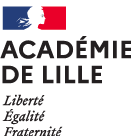 ACADÉMIE
DE LILLE
Liberté
Égalité
Fraternité